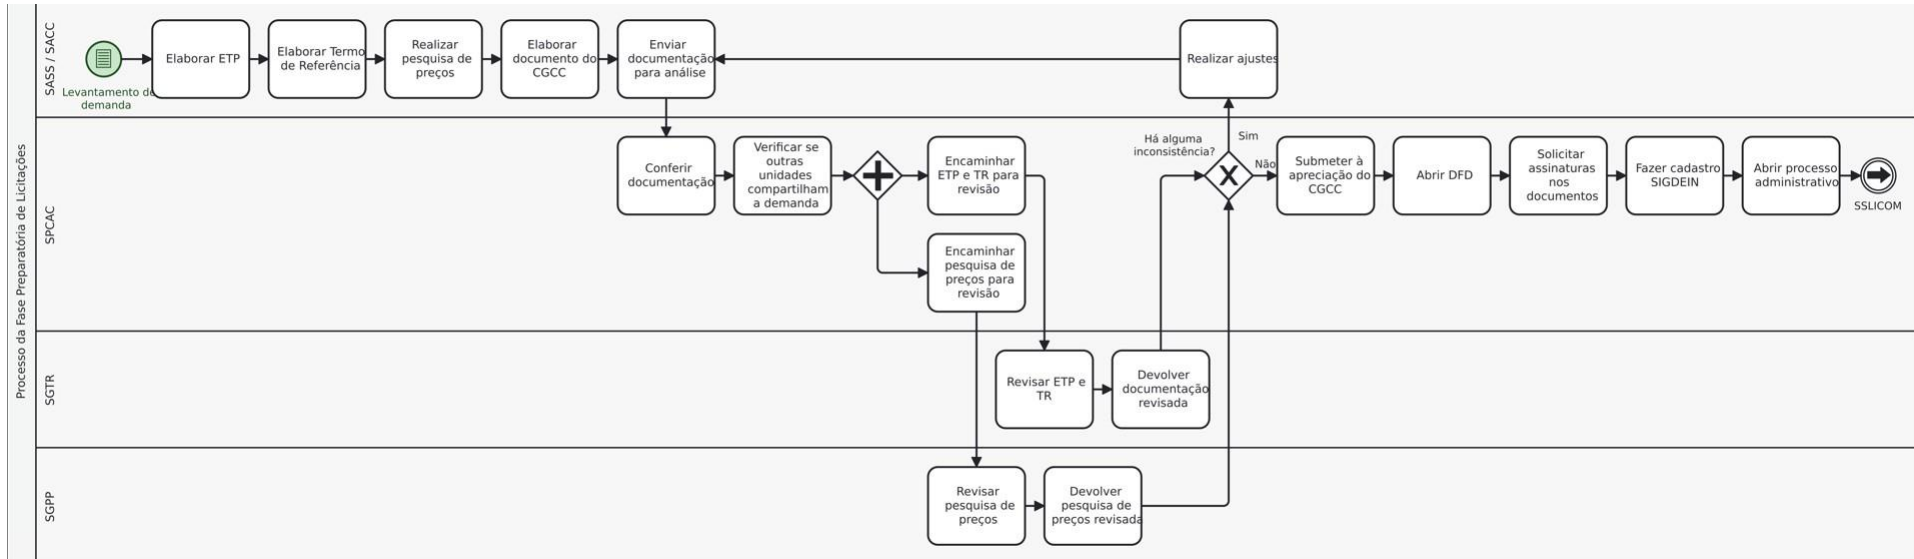 Processo da Fase Preparatória de Licitações
SASS / SACC
Levantamento de
demanda
Elaborar ETP
Elaborar Termo
de Referência
Realizar
pesquisa de
preços
Elaborar
documento do
CGCC
Enviar
documentação
para análise
Realizar ajustes
SPCAC
Conferir
documentação
Verificar se
outras
unidades
compartilham
a demanda
Encaminhar
ETP e TR para
revisão
Encaminhar
pesquisa de
preços para
revisão
Há alguma
inconsistência?
Sim
Não
Submeter à
apreciação do
CGCC
Abrir DFD
Solicitar
assinaturas
nos
documentos
Fazer cadastro
SIGDEIN
Abrir processo
administrativo
SSLICOM
SGTR
Revisar ETP e
TR
Devolver
documentação
revisada
SGPP
Revisar
pesquisa de
preços
Devolver
pesquisa de
preços revisada